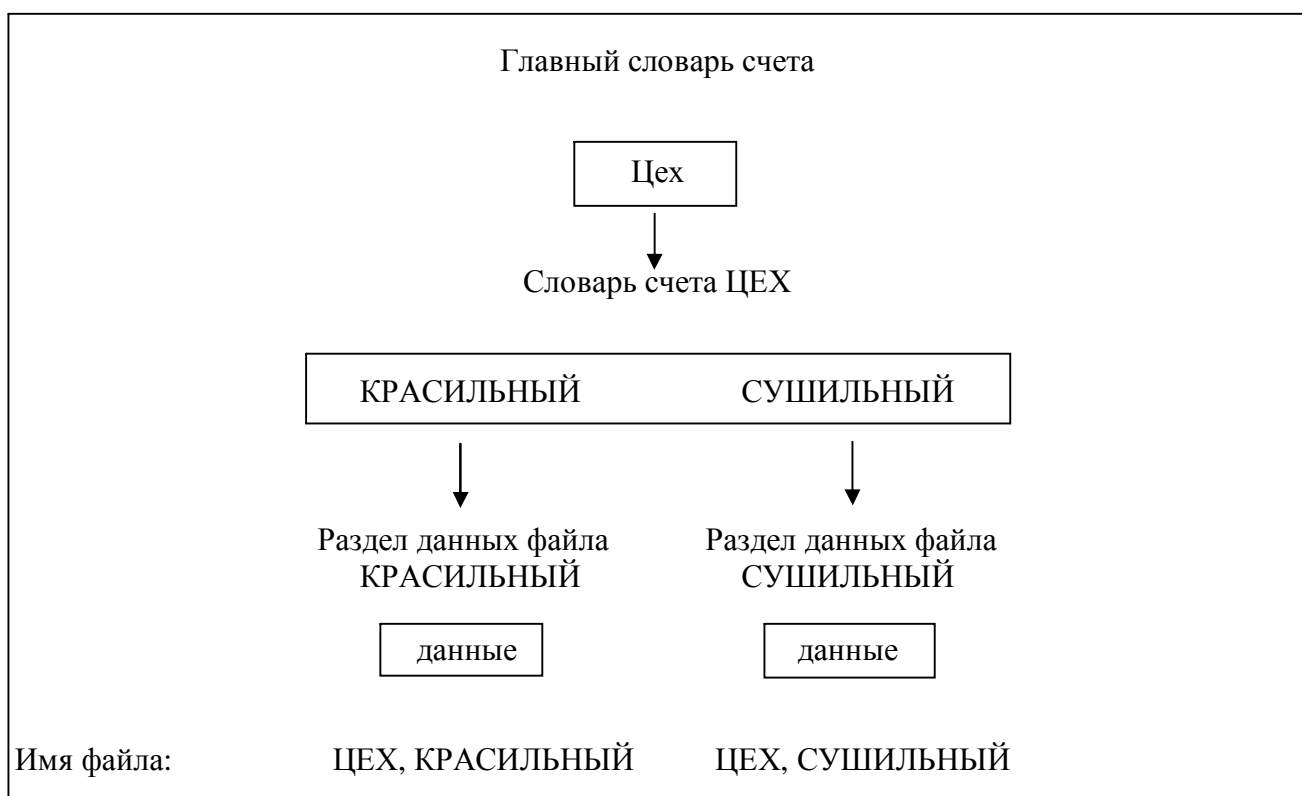 Главный словарь счета
Цех
Словарь счета ЦЕХ
КРАСИЛЬНЫЙ СУШИЛЬНЫЙ
Раздел данных файла Раздел данных файла
КРАСИЛЬНЫЙ СУШИЛЬНЫЙ
данные данные
Имя файла: ЦЕХ, КРАСИЛЬНЫЙ ЦЕХ, СУШИЛЬНЫЙ